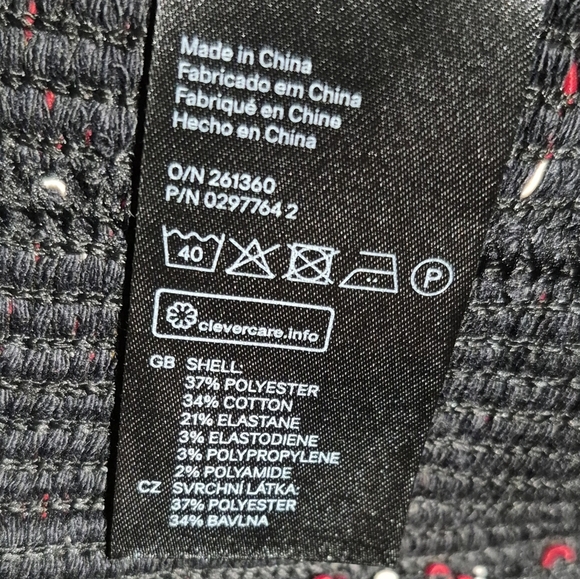 Made in China
Fabricado em China
Fabriqué en Chine
Hecho en China
O/N 261360
P/N 0297764 2
40
P
clevercare.info
GB SHELL:
37% POLYESTER
34% COTTON
21% ELASTANE
3% ELASTODIENE
3% POLYPROPYLENE
2% POLYAMIDE
CZ SVRCHNÍ LÁTKA:
37% POLYESTER
34% BAVLNA